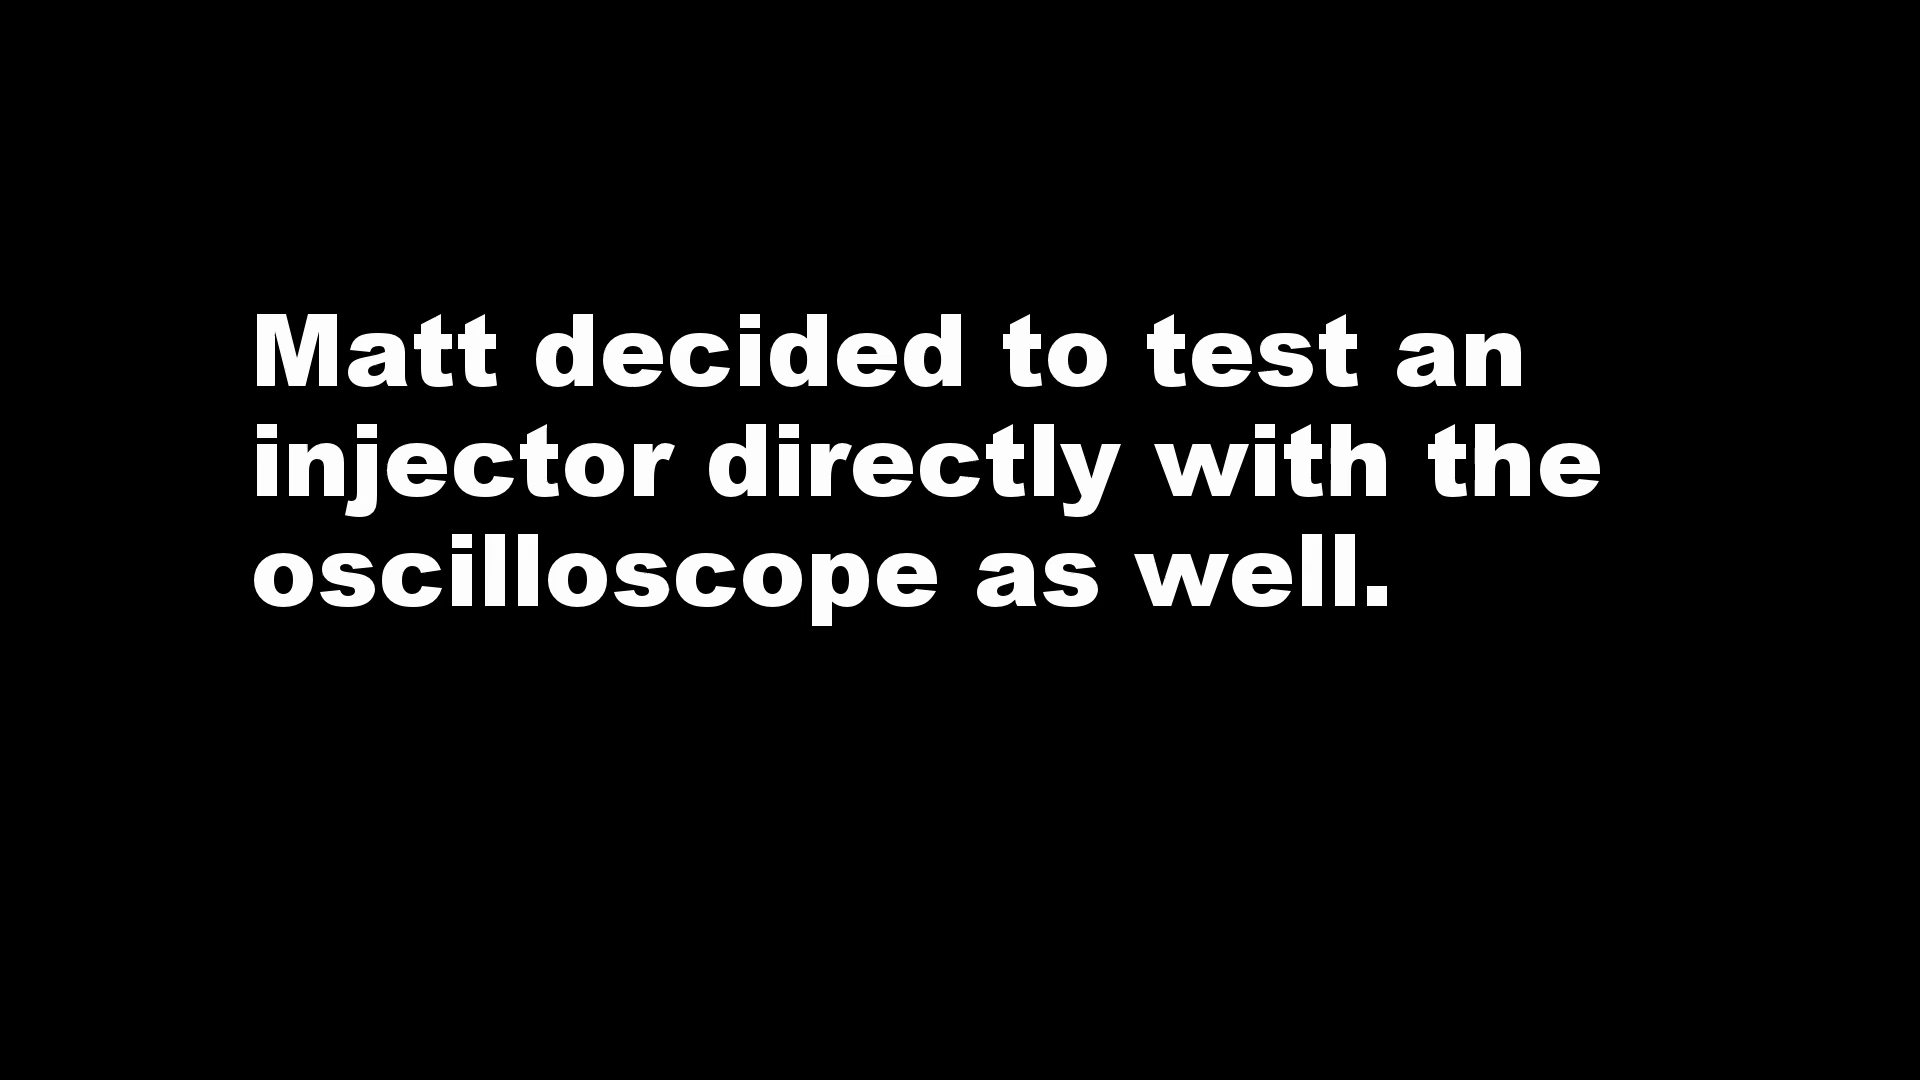 Matt decided to test an
injector directly with the
oscilloscope as well.